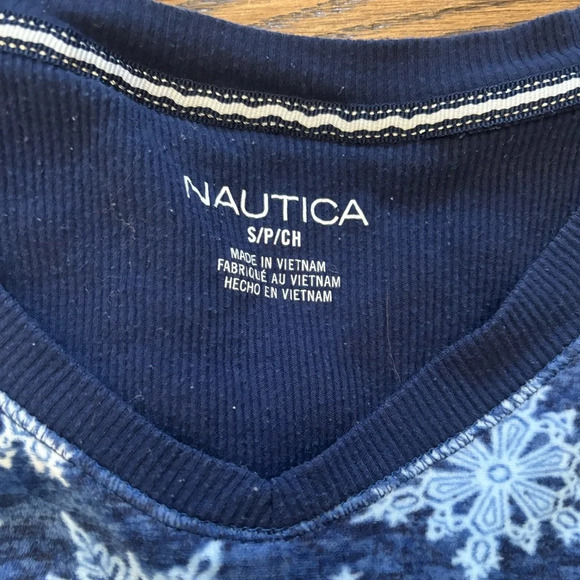 NAUTICA
S/P/CH
MADE IN VIETNAM
FABRIQUÉ AU VIETNAM
HECHO EN VIETNAM